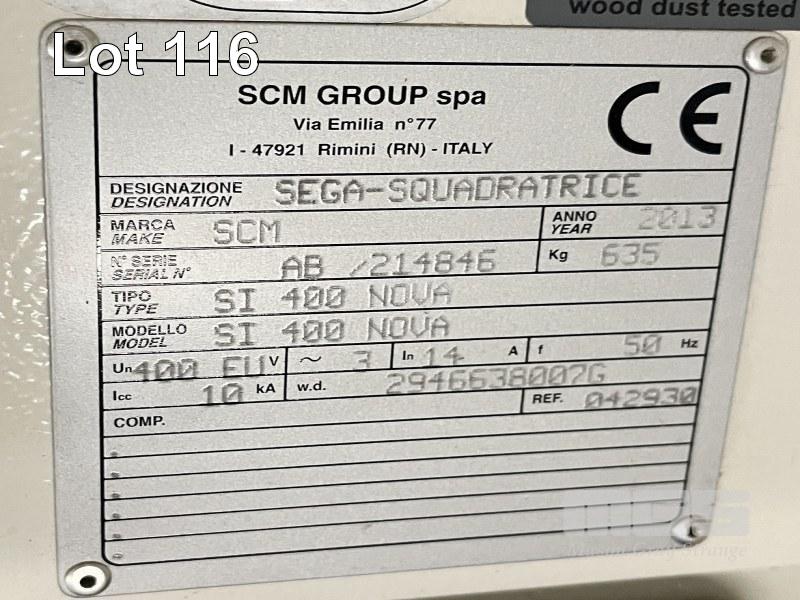 wood dust tested
Lot 116
SCM GROUP spa
Via Emilia n°77
I - 47921 Rimini (RN) - ITALY
CE
DESIGNAZIONE
DESIGNATION
SEGA-SQUADRATRICE
MARCA
MAKE
SCM
ANNO
YEAR
2013
N° SERIE
SERIAL N°
AB /214846
Kg 635
TIPO
TYPE
SI 400 NOVA
MODELLO
MODEL
SI 400 NOVA
Un 400 EU V ~ 3 In 14 A f 50 Hz
Icc 10 kA w.d. 2946638007G
REF. 042930
COMP.